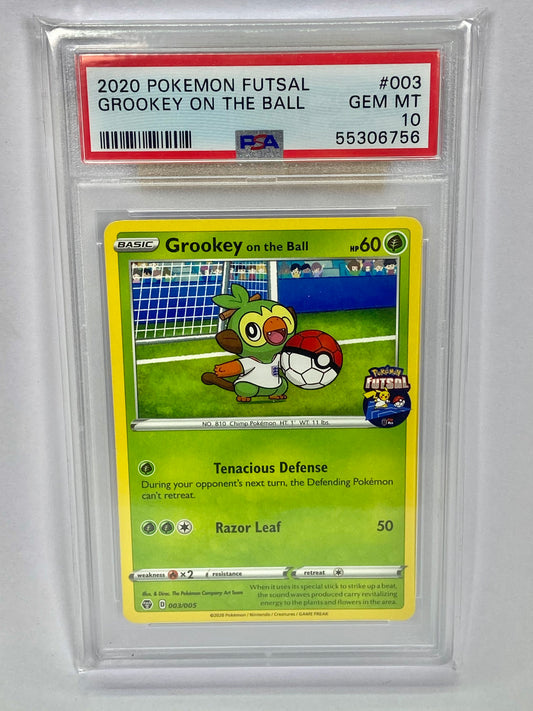 2020 POKEMON FUTSAL #003
GROOKEY ON THE BALL GEM MT
10
PSA 55306756
BASIC Grookey on the Ball HP60
Pokémon
FUTSAL
NO. 810 Chimp Pokémon HT. 1' WT. 11 lbs.
Tenacious Defense
During your opponent's next turn, the Defending Pokémon
can't retreat.
Razor Leaf 50
weakness ×2 resistance retreat
Illus. & Direc. The Pokémon Company Art Team
D 003/005
When it uses its special stick to strike up a beat,
the sound waves produced carry revitalizing
energy to the plants and flowers in the area.
©2020 Pokémon / Nintendo / Creatures / GAME FREAK